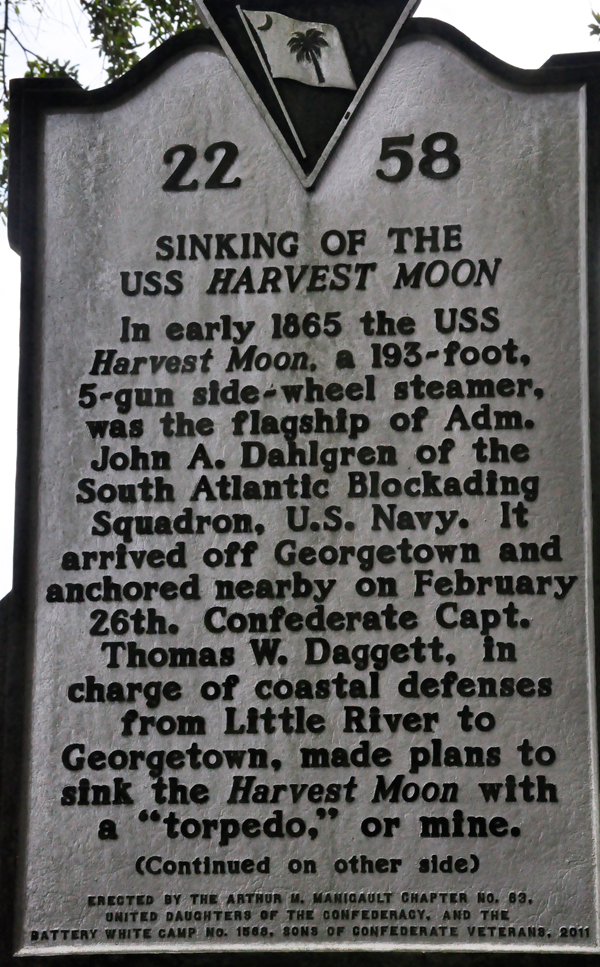 22 58
SINKING OF THE
USS HARVEST MOON
In early 1865 the USS
Harvest Moon, a 193-foot,
5-gun side-wheel steamer,
was the flagship of Adm.
John A. Dahlgren of the
South Atlantic Blockading
Squadron, U.S. Navy. It
arrived off Georgetown and
anchored nearby on February
26th. Confederate Capt.
Thomas W. Daggett, in
charge of coastal defenses
from Little River to
Georgetown, made plans to
sink the Harvest Moon with
a “torpedo,” or mine.
(Continued on other side)
ERECTED BY THE ARTHUR M. MANIGAULT CHAPTER NO. 63,
UNITED DAUGHTERS OF THE CONFEDERACY, AND THE
BATTERY WHITE CAMP NO. 1568, SONS OF CONFEDERATE VETERANS, 2011